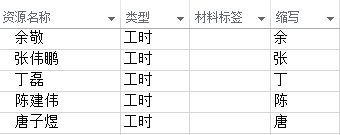 资源名称 类型 材料标签 缩写
余敬 工时 余
张伟鹏 工时 张
丁磊 工时 丁
陈建伟 工时 陈
唐子煜 工时 唐